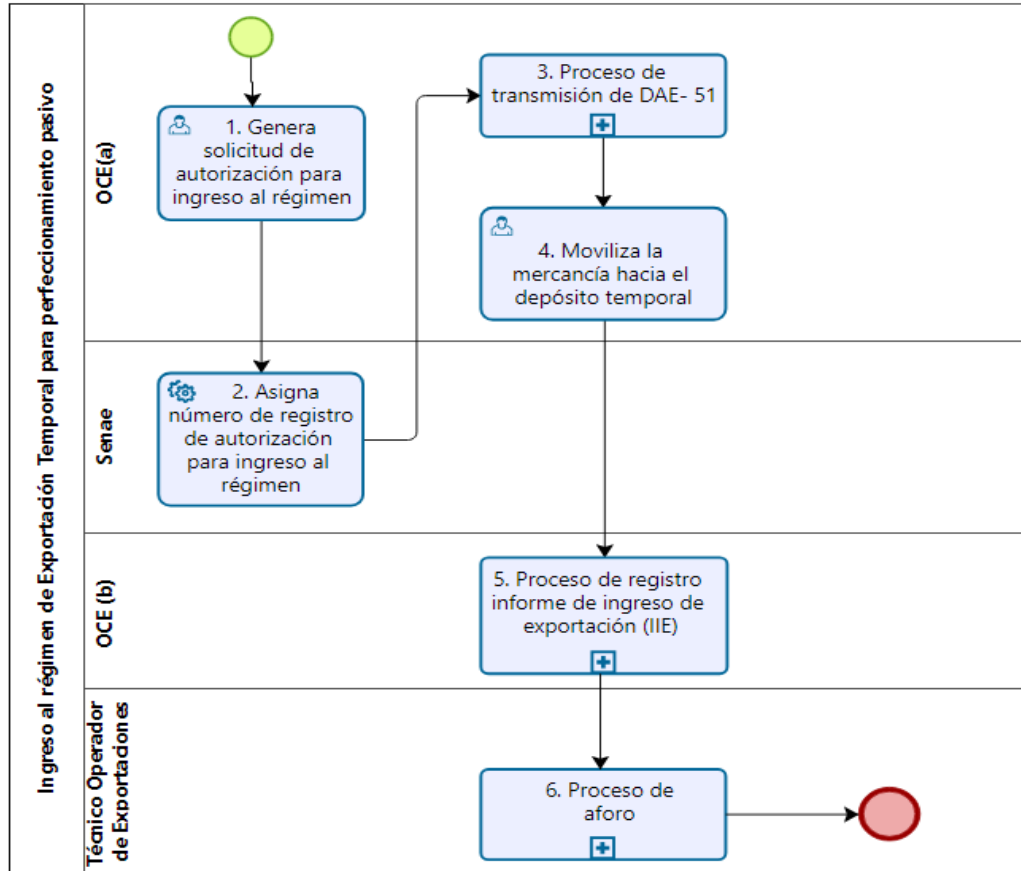 Ingreso al régimen de Exportación Temporal para perfeccionamiento pasivo
OCE(a)
1. Genera
solicitud de
autorización para
ingreso al régimen
3. Proceso de
transmisión de DAE- 51
4. Moviliza la
mercancía hacia el
depósito temporal
Senae
2. Asigna
número de registro
de autorización
para ingreso al
régimen
OCE (b)
5. Proceso de registro
informe de ingreso de
exportación (IIE)
Técnico Operador
de Exportaciones
6. Proceso de
aforo